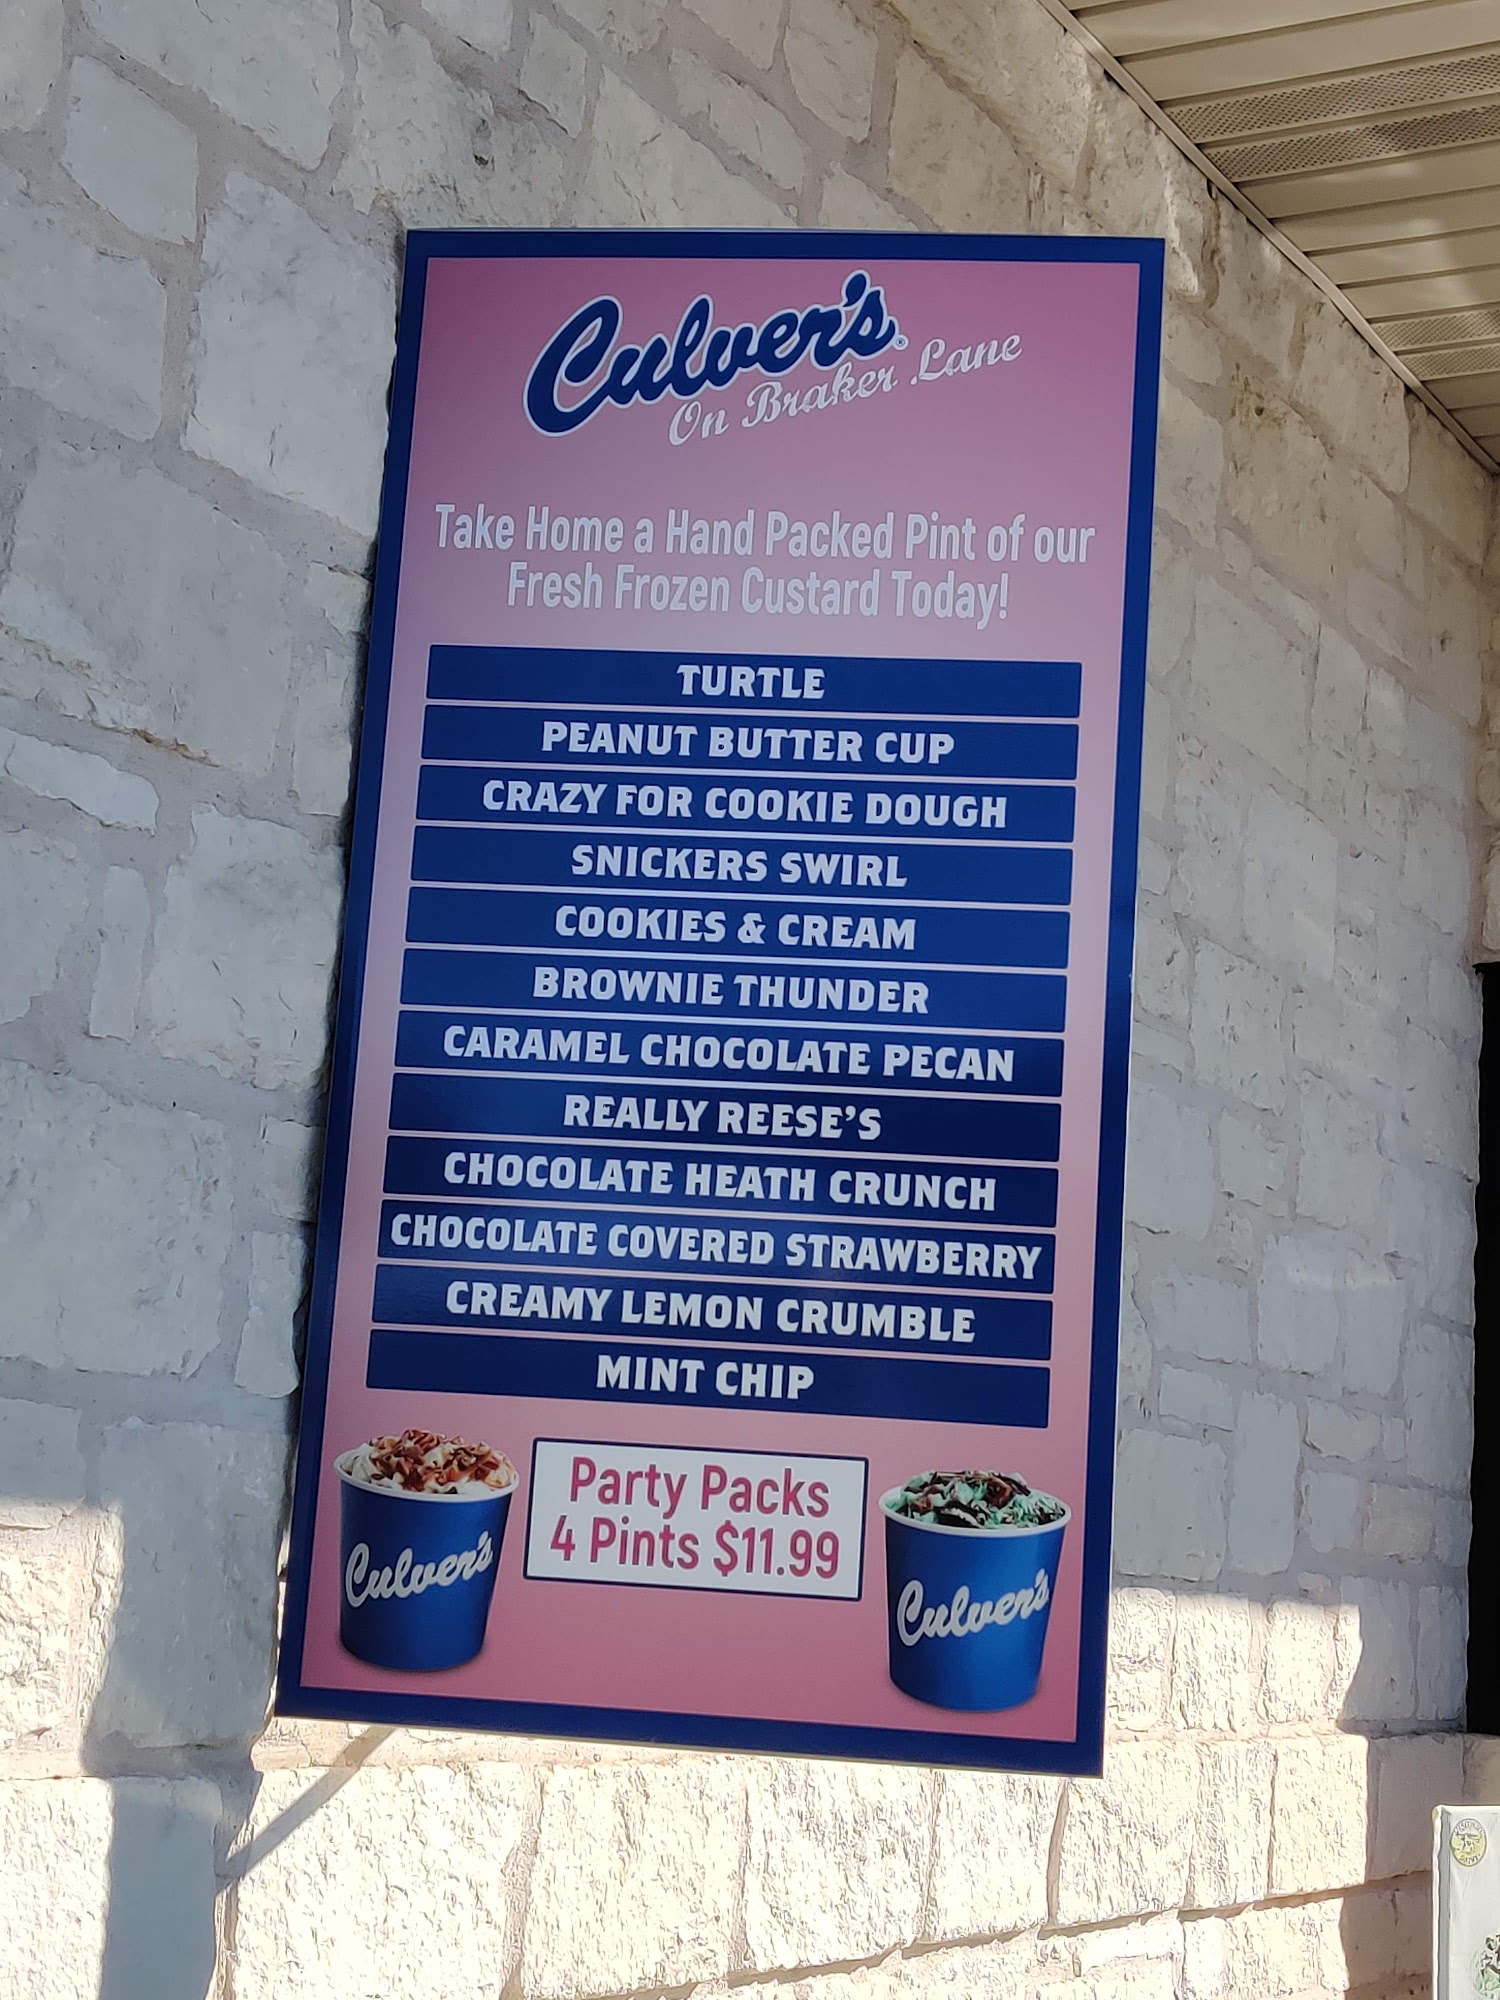 Culver's®
On Braker Lane
Take Home a Hand Packed Pint of our
Fresh Frozen Custard Today!
TURTLE
PEANUT BUTTER CUP
CRAZY FOR COOKIE DOUGH
SNICKERS SWIRL
COOKIES & CREAM
BROWNIE THUNDER
CARAMEL CHOCOLATE PECAN
REALLY REESE'S
CHOCOLATE HEATH CRUNCH
CHOCOLATE COVERED STRAWBERRY
CREAMY LEMON CRUMBLE
MINT CHIP
Party Packs
4 Pints $11.99
Culver's
Culver's